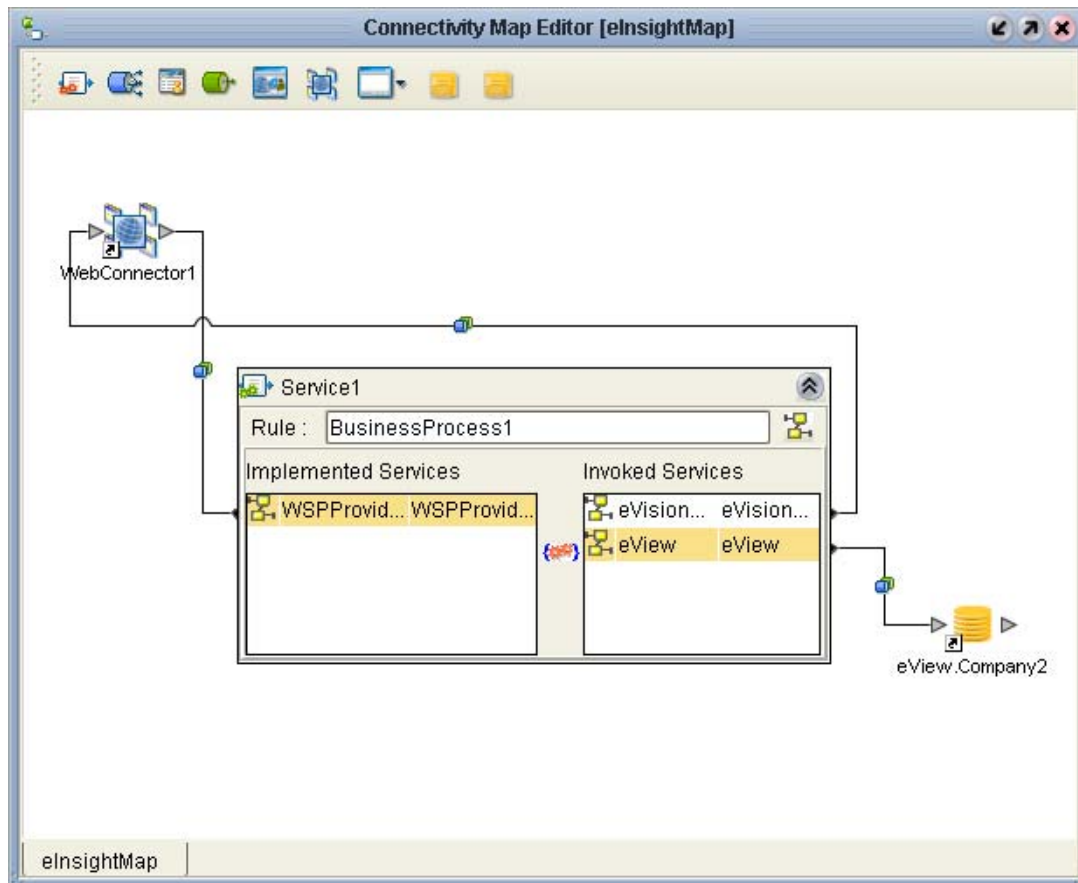 Connectivity Map Editor [eInsightMap]
WebConnector1
Service1
Rule : BusinessProcess1
Implemented Services Invoked Services
WSPProvid... WSPProvid... eVision... eVision...
eView eView
eView.Company2
eInsightMap